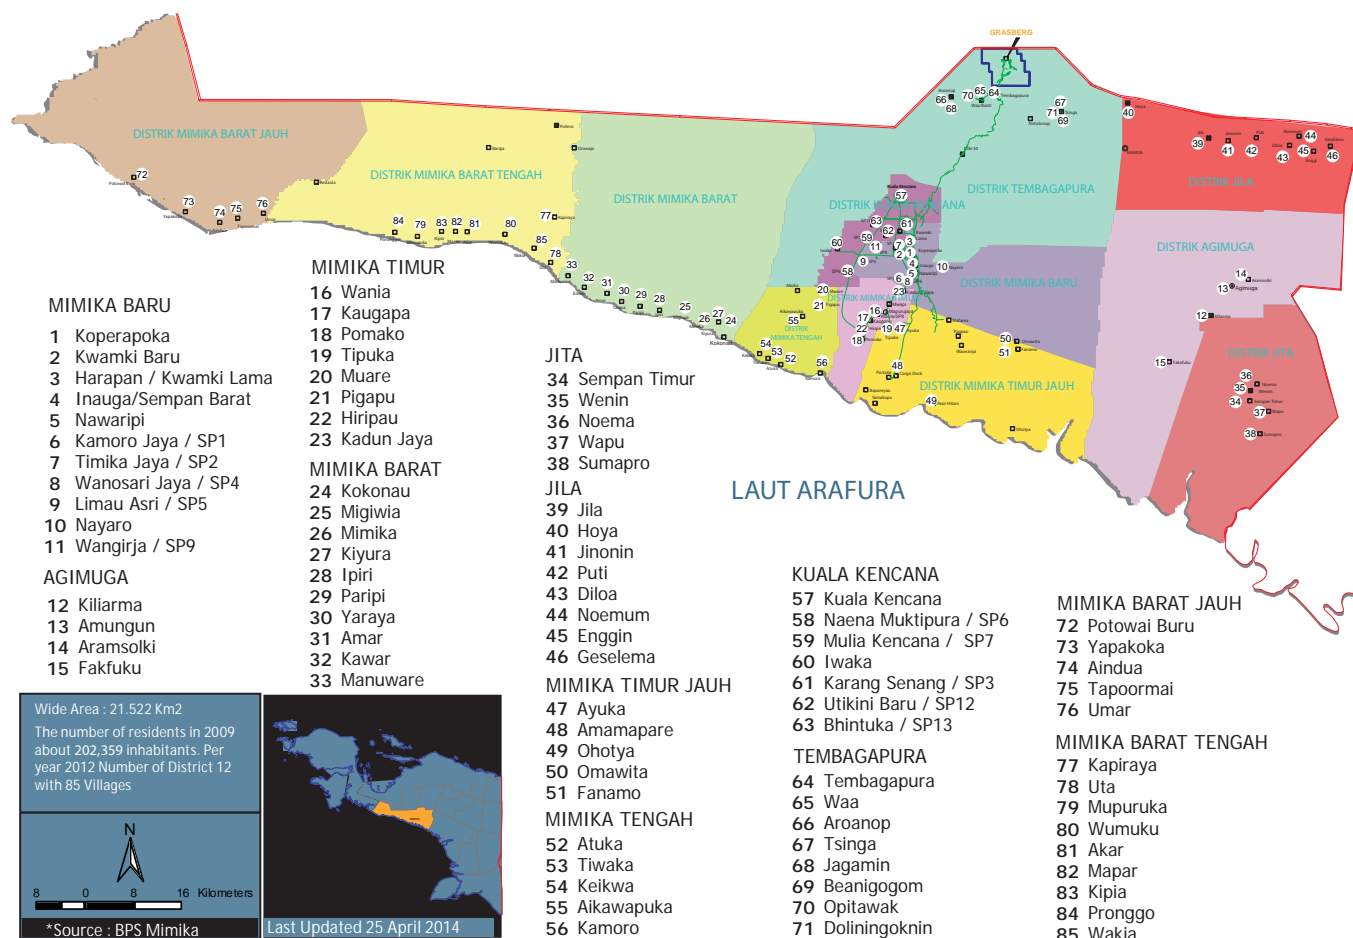 GRASBERG
DISTRIK MIMIKA BARAT JAUH
DISTRIK MIMIKA BARAT TENGAH
DISTRIK MIMIKA BARAT
DISTRIK TEMBAGAPURA
DISTRIK JILA
DISTRIK AGIMUGA
DISTRIK MIMIKA BARU
DISTRIK JITA
DISTRIK MIMIKA TIMUR JAUH
DISTRIK
MIMIKA
TENGAH
LAUT ARAFURA
MIMIKA BARU
1 Koperapoka
2 Kwamki Baru
3 Harapan / Kwamki Lama
4 Inauga/Sempan Barat
5 Nawaripi
6 Kamoro Jaya / SP1
7 Timika Jaya / SP2
8 Wanosari Jaya / SP4
9 Limau Asri / SP5
10 Nayaro
11 Wangirja / SP9
AGIMUGA
12 Kiliarma
13 Amungun
14 Aramsolki
15 Fakfuku
MIMIKA TIMUR
16 Wania
17 Kaugapa
18 Pomako
19 Tipuka
20 Muare
21 Pigapu
22 Hiripau
23 Kadun Jaya
MIMIKA BARAT
24 Kokonau
25 Migiwia
26 Mimika
27 Kiyura
28 Ipiri
29 Paripi
30 Yaraya
31 Amar
32 Kawar
33 Manuware
JITA
34 Sempan Timur
35 Wenin
36 Noema
37 Wapu
38 Sumapro
JILA
39 Jila
40 Hoya
41 Jinonin
42 Puti
43 Diloa
44 Noemum
45 Enggin
46 Geselema
MIMIKA TIMUR JAUH
47 Ayuka
48 Amamapare
49 Ohotya
50 Omawita
51 Fanamo
MIMIKA TENGAH
52 Atuka
53 Tiwaka
54 Keikwa
55 Aikawapuka
56 Kamoro
KUALA KENCANA
57 Kuala Kencana
58 Naena Muktipura / SP6
59 Mulia Kencana / SP7
60 Iwaka
61 Karang Senang / SP3
62 Utikini Baru / SP12
63 Bhintuka / SP13
TEMBAGAPURA
64 Tembagapura
65 Waa
66 Aroanop
67 Tsinga
68 Jagamin
69 Beanigogom
70 Opitawak
71 Doliningoknin
MIMIKA BARAT JAUH
72 Potowai Buru
73 Yapakoka
74 Aindua
75 Tapoormai
76 Umar
MIMIKA BARAT TENGAH
77 Kapiraya
78 Uta
79 Mupuruka
80 Wumuku
81 Akar
82 Mapar
83 Kipia
84 Pronggo
85 Wakia
Wide Area : 21.522 Km2
The number of residents in 2009
about 202,359 inhabitants. Per
year 2012 Number of District 12
with 85 Villages
N
8 0 8 16 Kilometers
*Source : BPS Mimika
Last Updated 25 April 2014